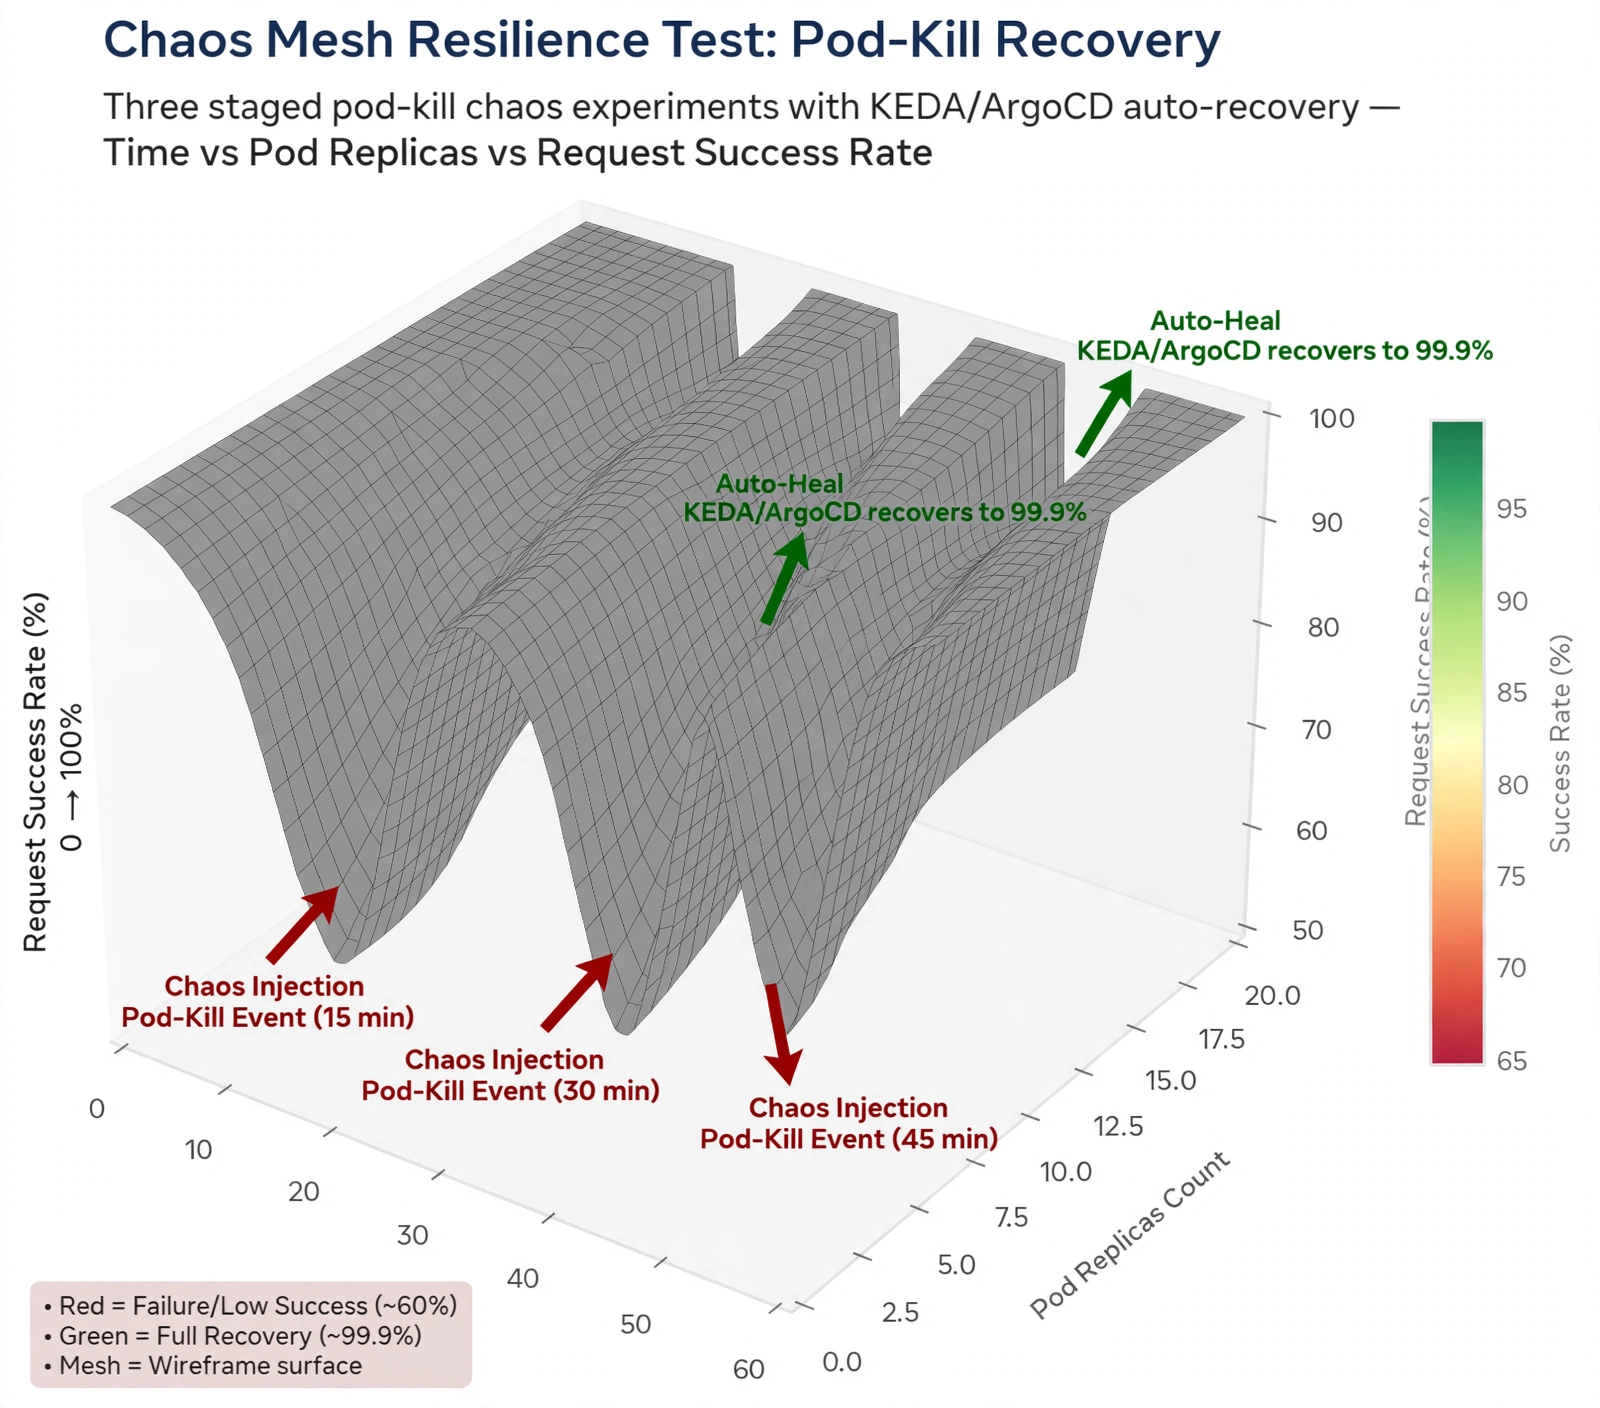 Chaos Mesh Resilience Test: Pod-Kill Recovery
Three staged pod-kill chaos experiments with KEDA/ArgoCD auto-recovery —
Time vs Pod Replicas vs Request Success Rate
Auto-Heal
KEDA/ArgoCD recovers to 99.9%
Auto-Heal
KEDA/ArgoCD recovers to 99.9%
Request Success Rate (%)
0 → 100%
Chaos Injection
Pod-Kill Event (15 min)
Chaos Injection
Pod-Kill Event (30 min)
Chaos Injection
Pod-Kill Event (45 min)
0
10
20
30
40
50
60
0.0
2.5
5.0
7.5
10.0
12.5
15.0
17.5
20.0
Pod Replicas Count
100
90
80
70
60
50
Request Success Rate (%)
95
90
85
80
75
70
65
Success Rate (%)
• Red = Failure/Low Success (~60%)
• Green = Full Recovery (~99.9%)
• Mesh = Wireframe surface